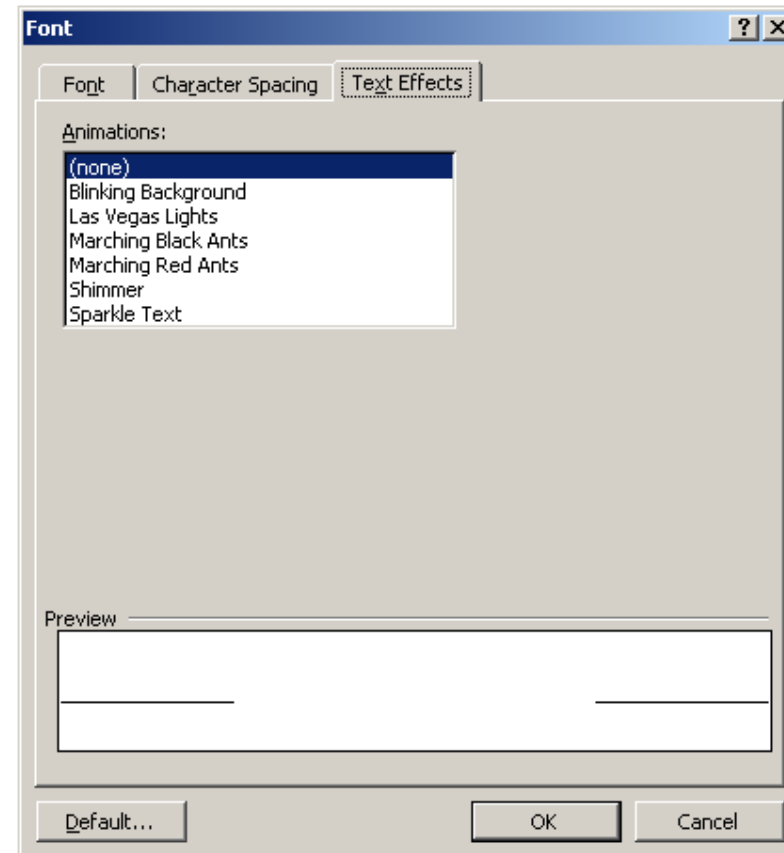 Font
Font Character Spacing Text Effects
Animations:
(none)
Blinking Background
Las Vegas Lights
Marching Black Ants
Marching Red Ants
Shimmer
Sparkle Text
Preview
Default... OK Cancel